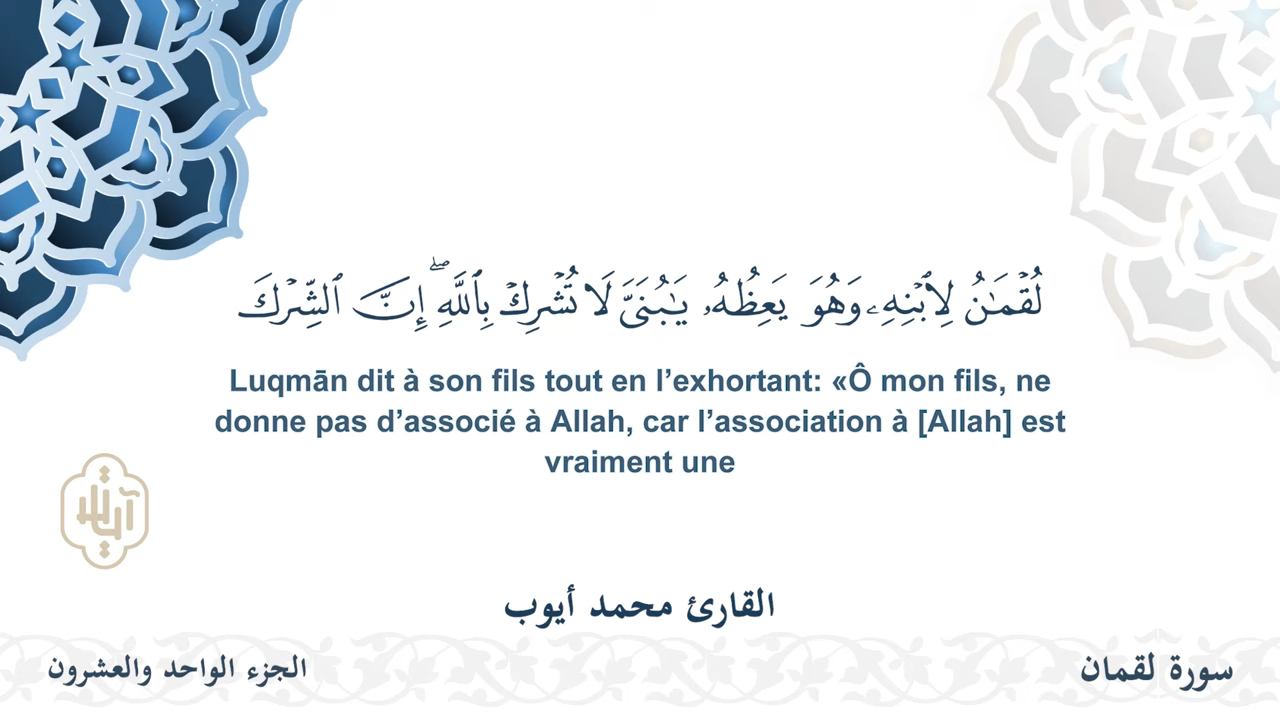 لُقْمَـٰنُ لِٱبْنِهِۦ وَهُوَ يَعِظُهُۥ يَـٰبُنَىَّ لَا تُشْرِكْ بِٱللَّهِ ۖ إِنَّ ٱلشِّرْكَ
Luqmān dit à son fils tout en l’exhortant: «Ô mon fils, ne
donne pas d’associé à Allah, car l’association à [Allah] est
vraiment une
آيات
القارئ محمد أيوب
سورة لقمان
الجزء الواحد والعشرون